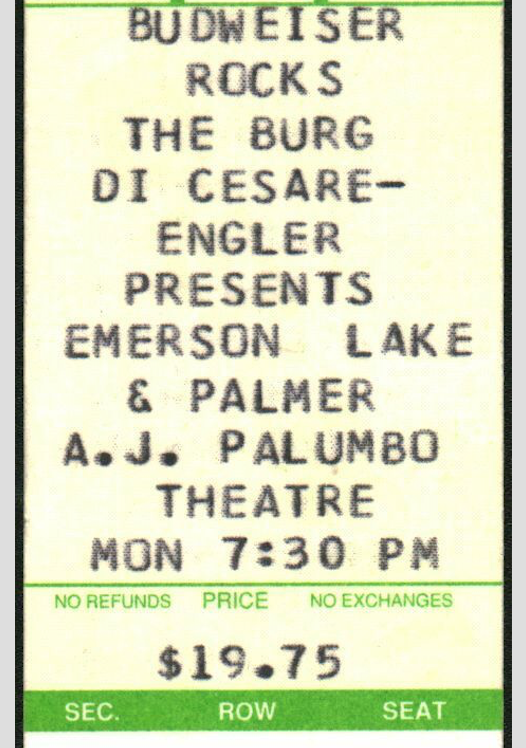 BUDWEISER
ROCKS
THE BURG
DI CESARE-
ENGLER
PRESENTS
EMERSON LAKE
& PALMER
A.J. PALUMBO
THEATRE
MON 7:30 PM
NO REFUNDS PRICE NO EXCHANGES
$19.75
SEC. ROW SEAT